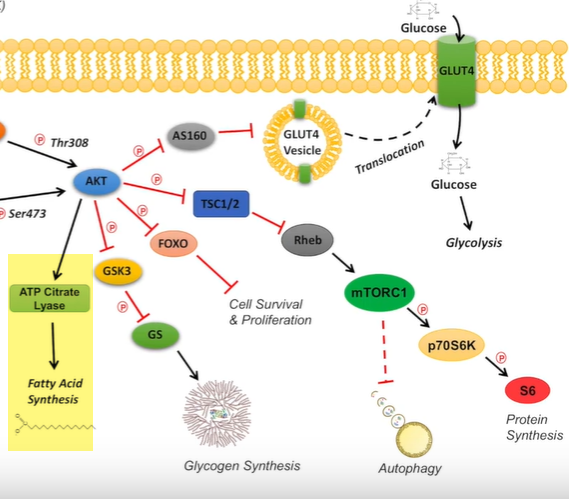 Glucose
GLUT4
P Thr308
P
AS160
GLUT4
Vesicle
Translocation
Glucose
AKT
P
TSC1/2
P Ser473
P
P
FOXO
Rheb
Glycolysis
GSK3
ATP Citrate
Lyase
P
Cell Survival
& Proliferation
mTORC1
P
GS
p70S6K
P
Fatty Acid
Synthesis
S6
Protein
Synthesis
Glycogen Synthesis
Autophagy